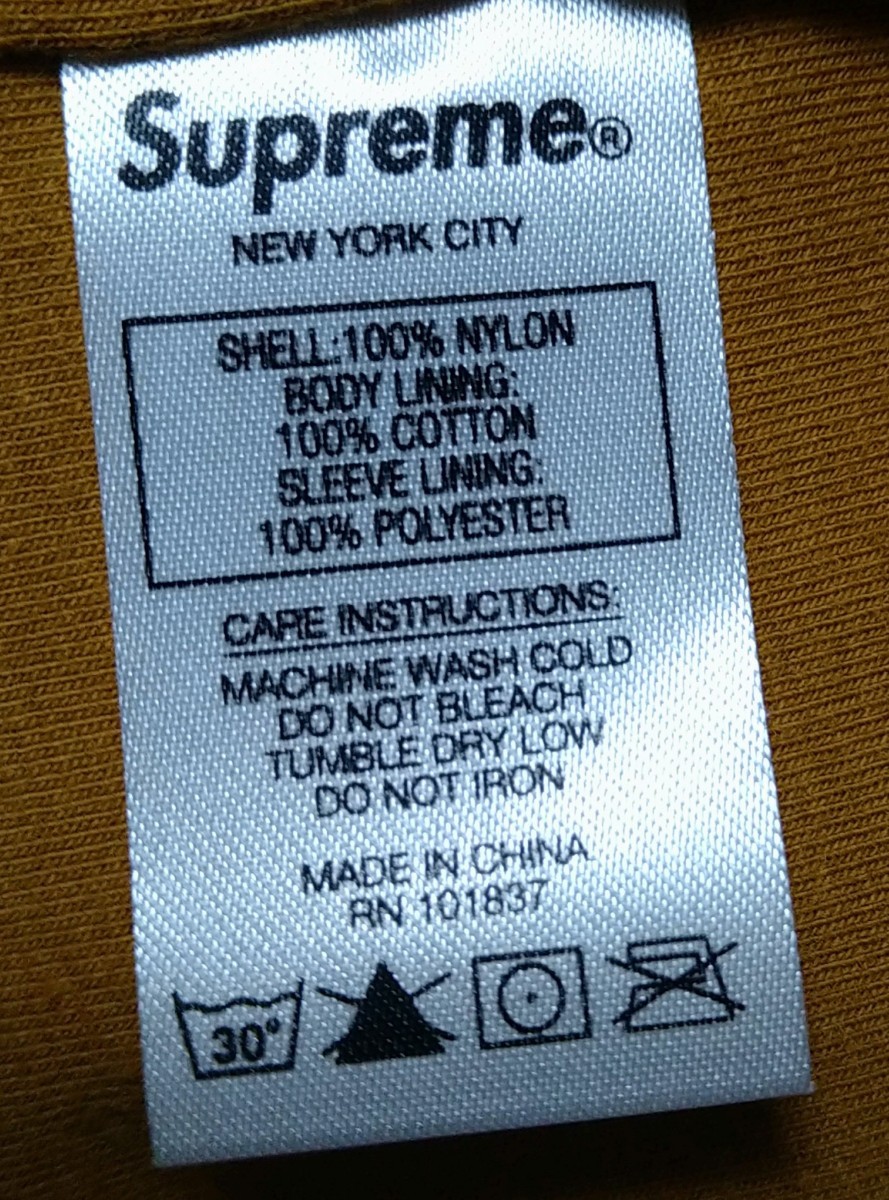 Supreme®
NEW YORK CITY
SHELL:100% NYLON
BODY LINING:
100% COTTON
SLEEVE LINING:
100% POLYESTER
CARE INSTRUCTIONS:
MACHINE WASH COLD
DO NOT BLEACH
TUMBLE DRY LOW
DO NOT IRON
MADE IN CHINA
RN 101837
30°